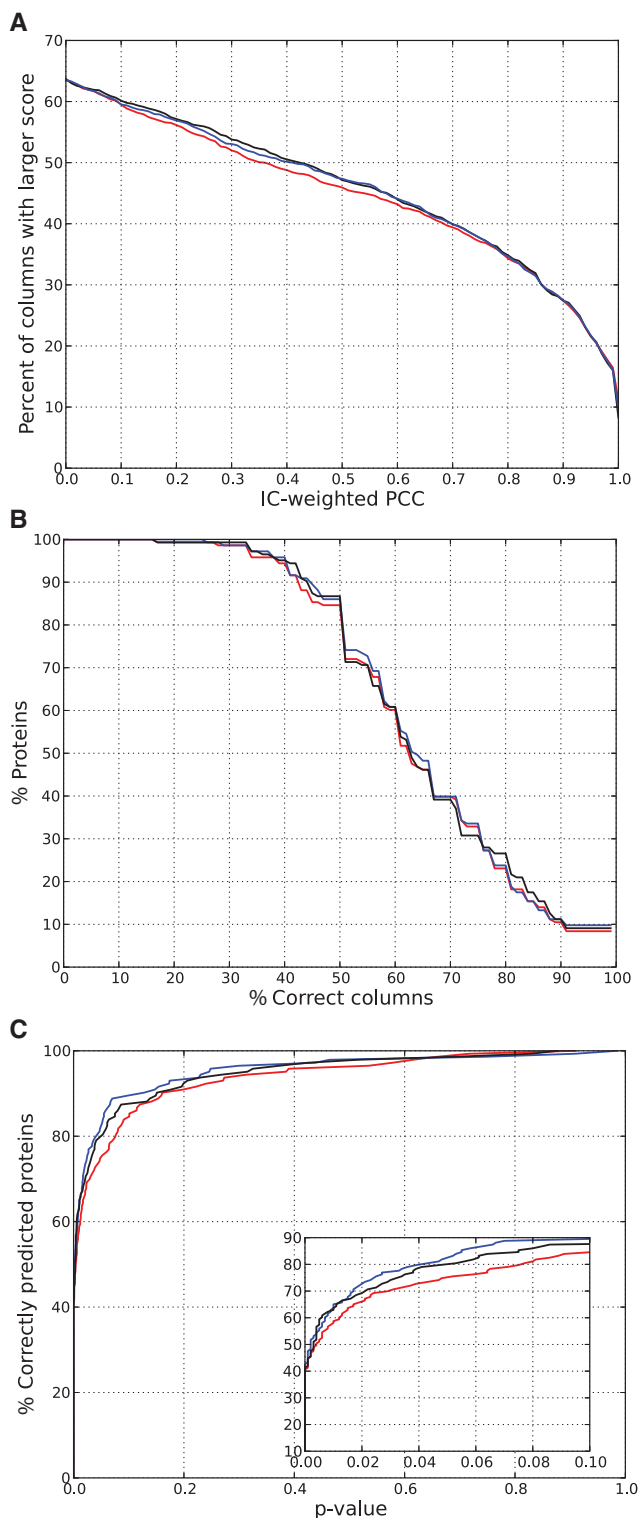 A
Percent of columns with larger score
70
60
50
40
30
20
10
0
0.0 0.1 0.2 0.3 0.4 0.5 0.6 0.7 0.8 0.9 1.0
IC-weighted PCC
B
% Proteins
100
90
80
70
60
50
40
30
20
10
0
0 10 20 30 40 50 60 70 80 90 100
% Correct columns
C
% Correctly predicted proteins
100
80
60
40
20
0
90
80
70
60
50
40
30
20
10
0.00 0.02 0.04 0.06 0.08 0.10
0.0 0.2 0.4 0.6 0.8 1.0
p-value